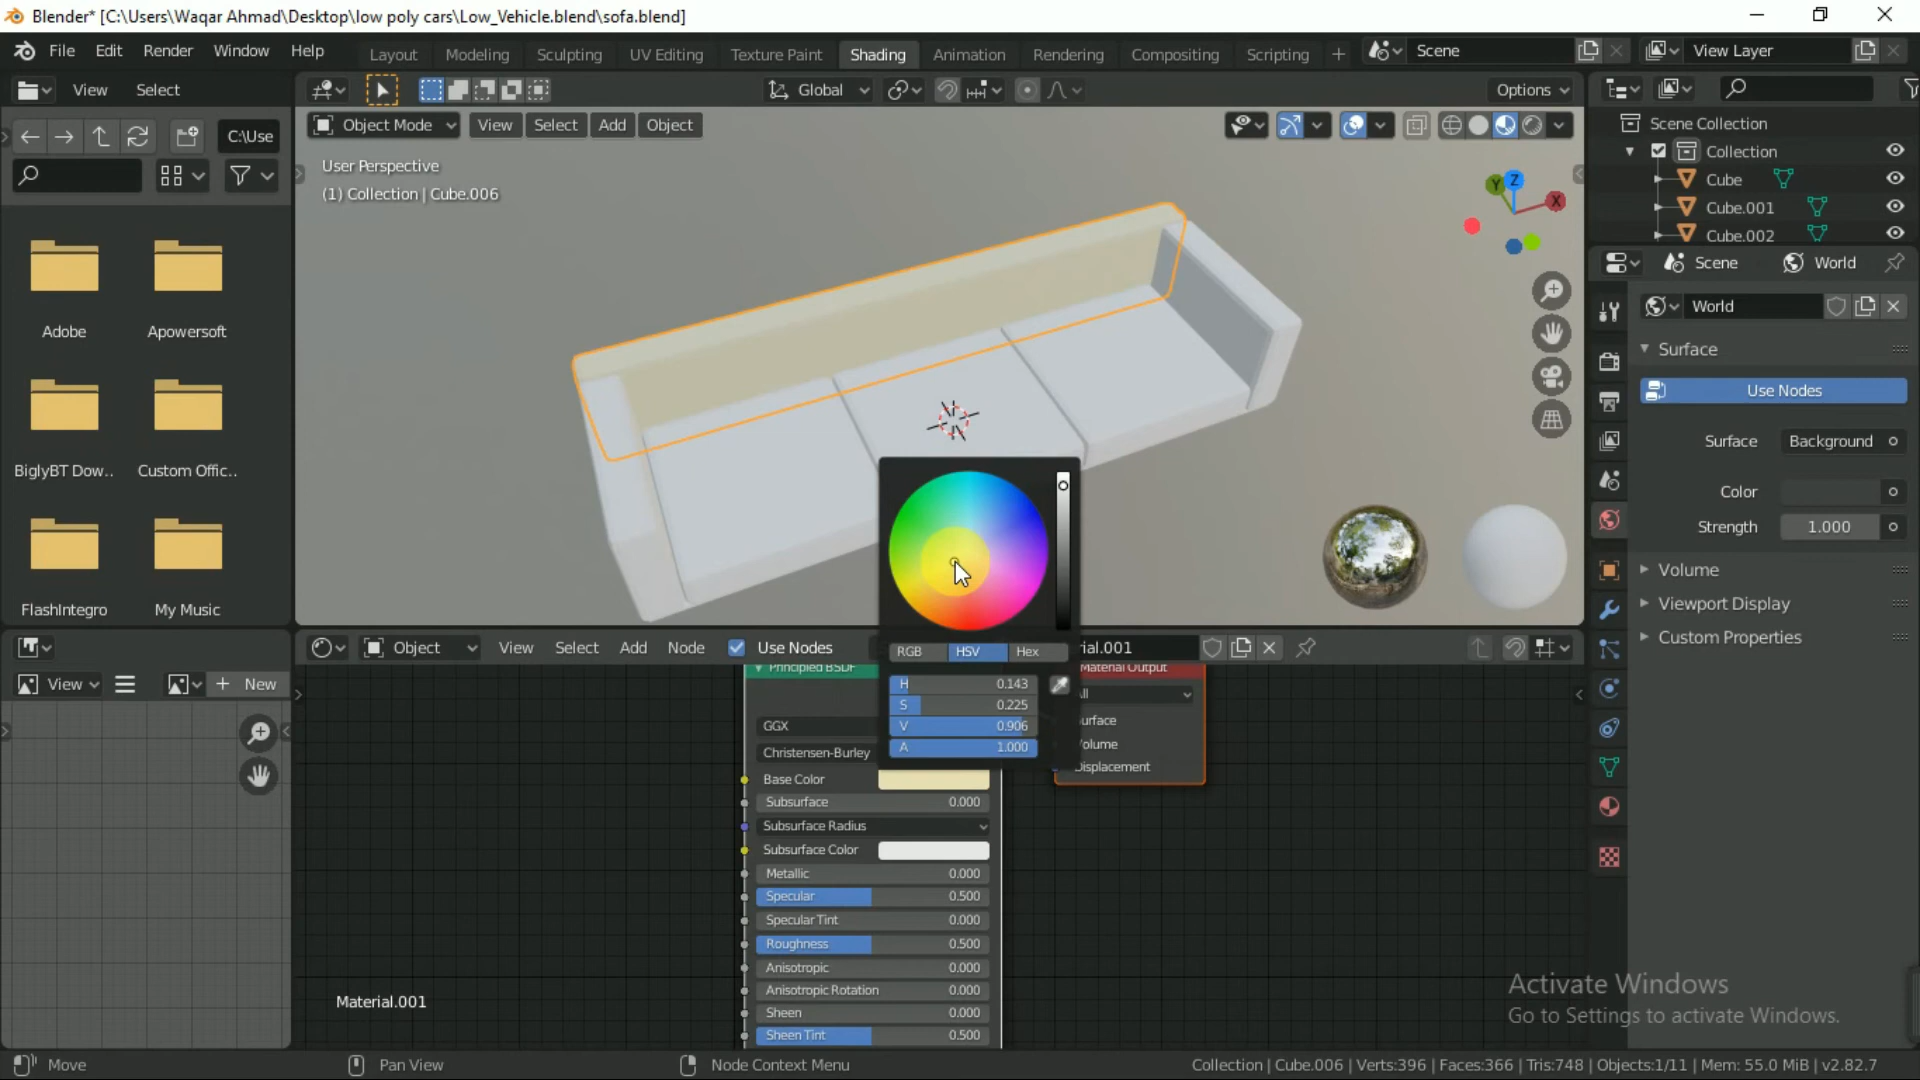 Blender* [C:\Users\Waqar Ahmad\Desktop\low poly cars\Low_Vehicle.blend\sofa.blend]
File Edit Render Window Help Layout Modeling Sculpting UV Editing Texture Paint Shading Animation Rendering Compositing Scripting + Scene View Layer
View Select Global Options
C:\Use Object Mode View Select Add Object Scene Collection
Collection
User Perspective
(1) Collection | Cube.006
Cube
Cube.001
Cube.002
Y Z X
Scene World
World
Surface
Use Nodes
Surface Background
Color
Strength 1.000
Volume
Viewport Display
Custom Properties
Adobe Apowersoft
BiglyBT Dow.. Custom Offic..
FlashIntegro My Music
Object View Select Add Node Use Nodes rial.001
View + New
RGB HSV Hex
H 0.143
S 0.225
V 0.906
A 1.000
Principled BSDF
GGX
Christensen-Burley
Base Color
Subsurface 0.000
Subsurface Radius
Subsurface Color
Metallic 0.000
Specular 0.500
Specular Tint 0.000
Roughness 0.500
Anisotropic 0.000
Anisotropic Rotation 0.000
Sheen 0.000
Sheen Tint 0.500
Material Output
ll
urface
Volume
Displacement
Material.001
Activate Windows
Go to Settings to activate Windows.
Move Pan View Node Context Menu Collection | Cube.006 | Verts:396 | Faces:366 | Tris:748 | Objects:1/11 | Mem: 55.0 MiB | v2.82.7